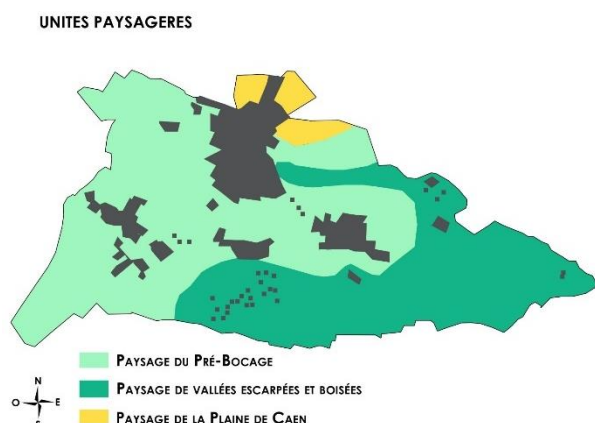 UNITES PAYSAGERES
PAYSAGE DU PRÉ-BOCAGE
PAYSAGE DE VALLÉES ESCARPÉES ET BOISÉES
N
O E
S
PAYSAGE DE LA PLAINE DE CAEN